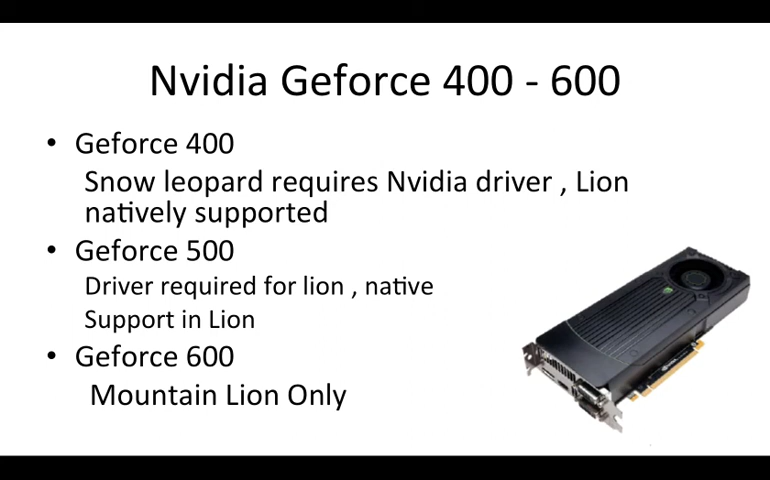 Nvidia Geforce 400 - 600
• Geforce 400
Snow leopard requires Nvidia driver , Lion
natively supported
• Geforce 500
Driver required for lion , native
Support in Lion
• Geforce 600
Mountain Lion Only